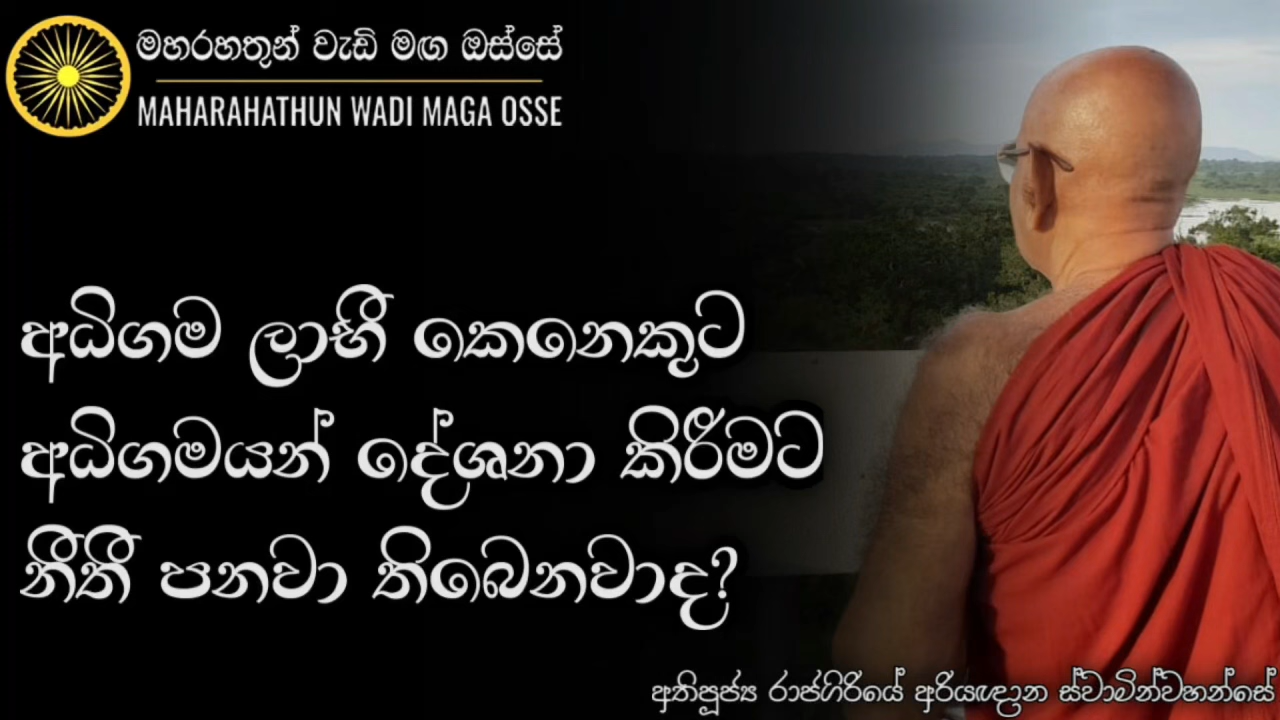 මහරහතුන් වැඩි මඟ ඔස්සේ
MAHARAHATHUN WADI MAGA OSSE
අධිගම ලාභී කෙනෙකුට
අධිගමයන් දේශනා කිරීමට
නීතී පනවා තිබෙනවාද?
අතිපූජ්‍ය රාජගිරියේ අරියඥාන ස්වාමින්වහන්සේ